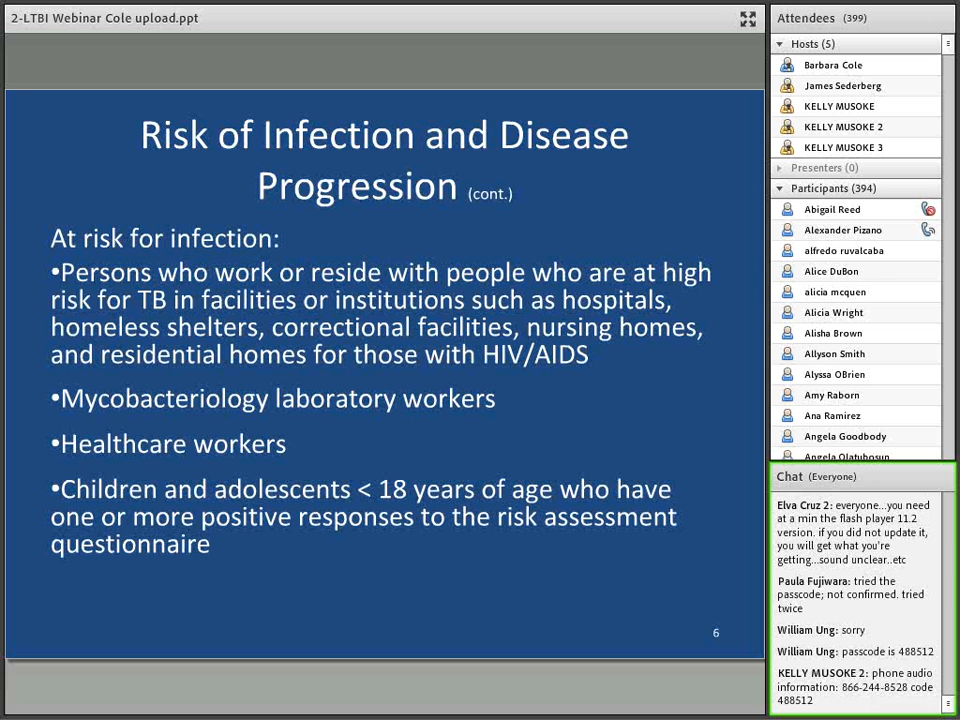 2-LTBI Webinar Cole upload.ppt
Risk of Infection and Disease
Progression (cont.)
At risk for infection:
•Persons who work or reside with people who are at high
risk for TB in facilities or institutions such as hospitals,
homeless shelters, correctional facilities, nursing homes,
and residential homes for those with HIV/AIDS
•Mycobacteriology laboratory workers
•Healthcare workers
•Children and adolescents < 18 years of age who have
one or more positive responses to the risk assessment
questionnaire
6
Attendees (399)
Hosts (5)
Barbara Cole
James Sederberg
KELLY MUSOKE
KELLY MUSOKE 2
KELLY MUSOKE 3
Presenters (0)
Participants (394)
Abigail Reed
Alexander Pizano
alfredo ruvalcaba
Alice DuBon
alicia mcquen
Alicia Wright
Alisha Brown
Allyson Smith
Alyssa OBrien
Amy Raborn
Ana Ramirez
Angela Goodbody
Angela Olatubosun
Chat (Everyone)
Elva Cruz 2: everyone...you need
at a min the flash player 11.2
version. if you did not update it,
you will get what you're
getting...sound unclear..etc
Paula Fujiwara: tried the
passcode; not confirmed. tried
twice
William Ung: sorry
William Ung: passcode is 488512
KELLY MUSOKE 2: phone audio
information: 866-244-8528 code
488512